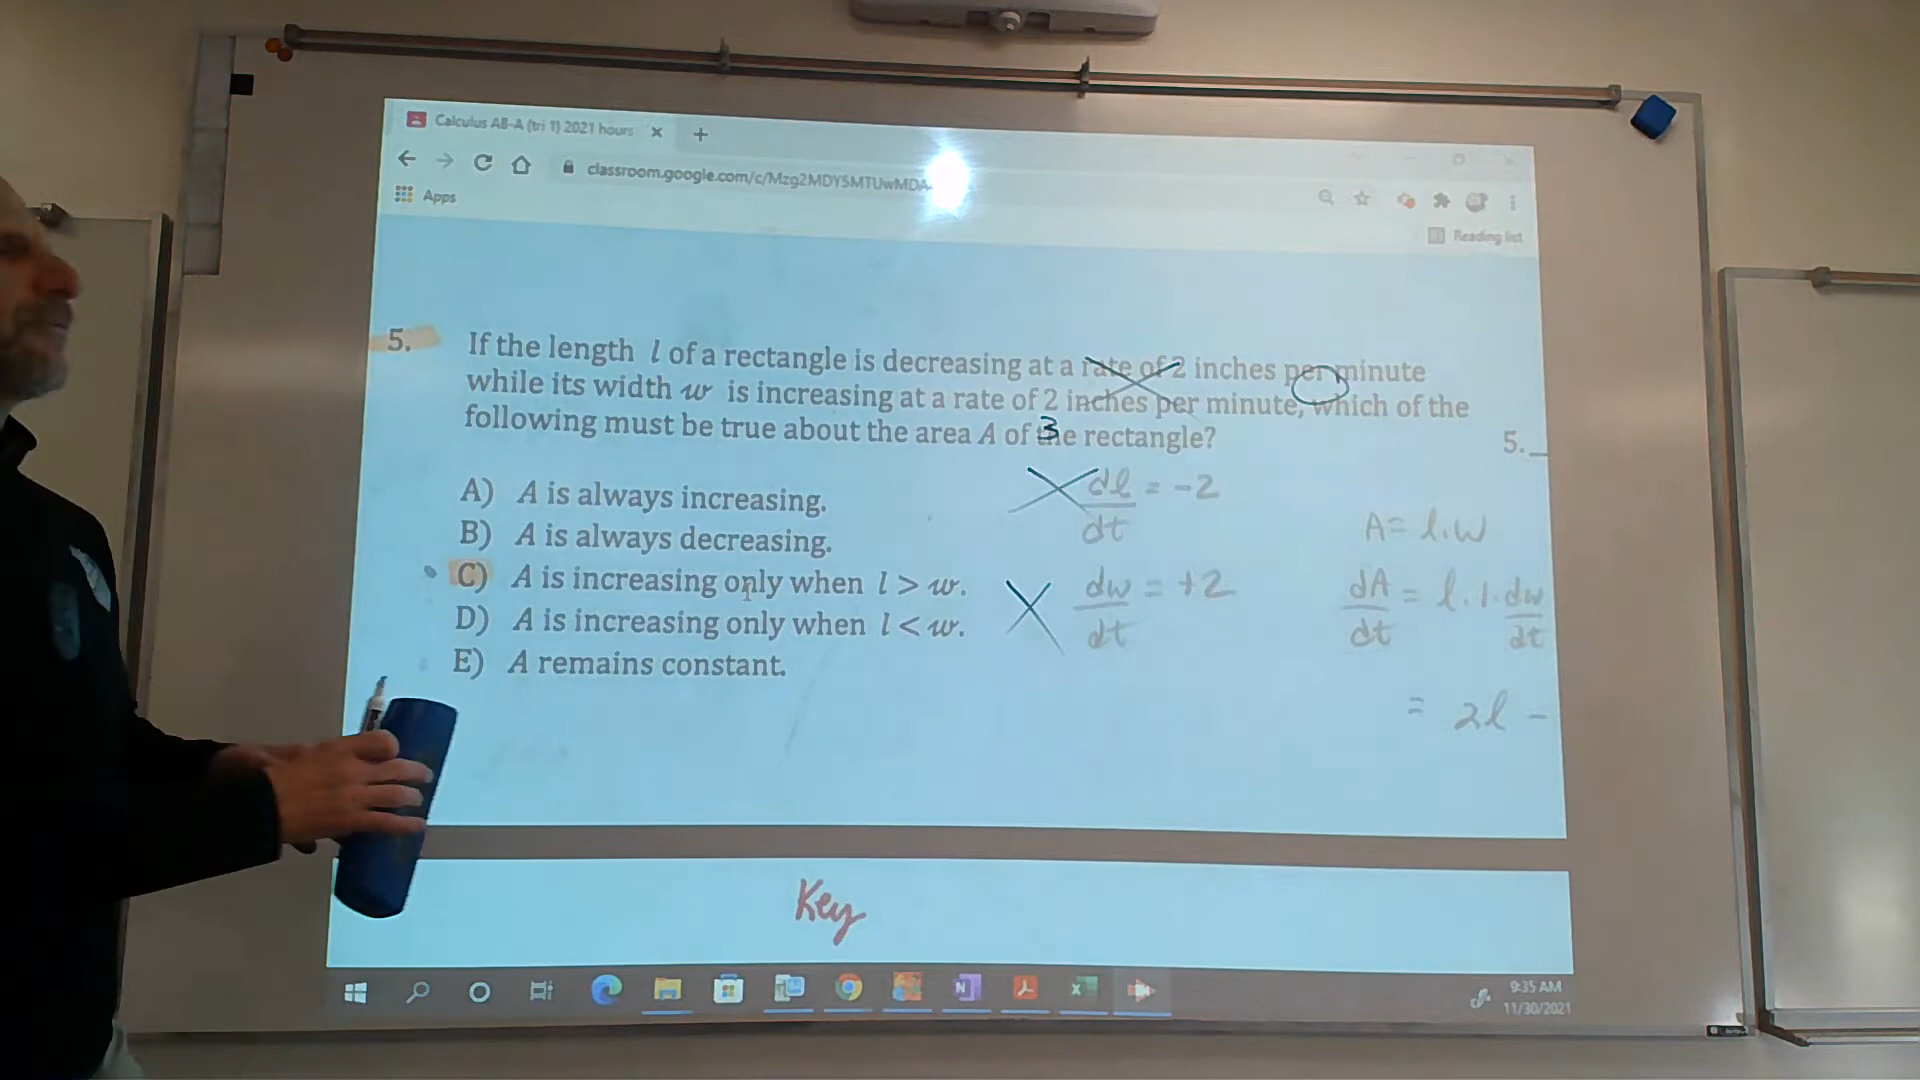 Calculus AB-A (tri 1) 2021 hours
classroom.google.com/c/Mzg2MDY5MTUwMDA
Apps
Reading list
5. If the length l of a rectangle is decreasing at a rate of 2 inches per minute
while its width w is increasing at a rate of 2 inches per minute, which of the
following must be true about the area A of the rectangle?
3
5. _
A) A is always increasing.
B) A is always decreasing.
C) A is increasing only when l > w.
D) A is increasing only when l < w.
E) A remains constant.
dl/dt = -2
dw/dt = +2
A = l.w
dA/dt = l.1.dw/dt
= 2l -
Key
9:35 AM
11/30/2021